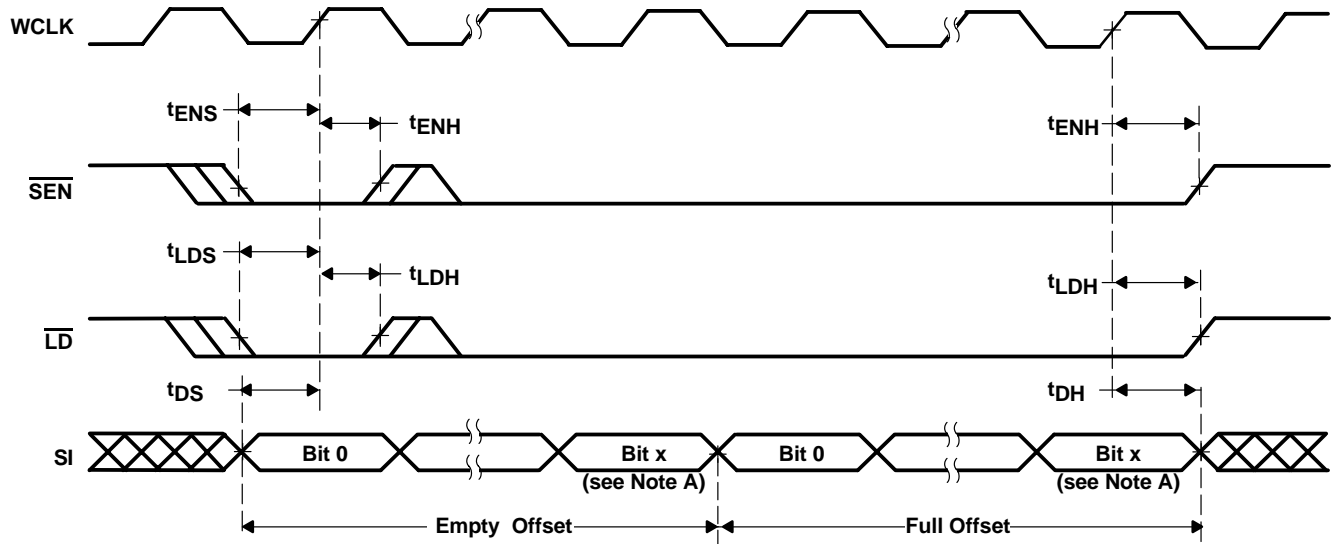 WCLK
tENS
tENH
tENH
SEN
tLDS
tLDH
tLDH
LD
tDS
tDH
SI
Bit 0
Bit x
(see Note A)
Bit 0
Bit x
(see Note A)
Empty Offset
Full Offset